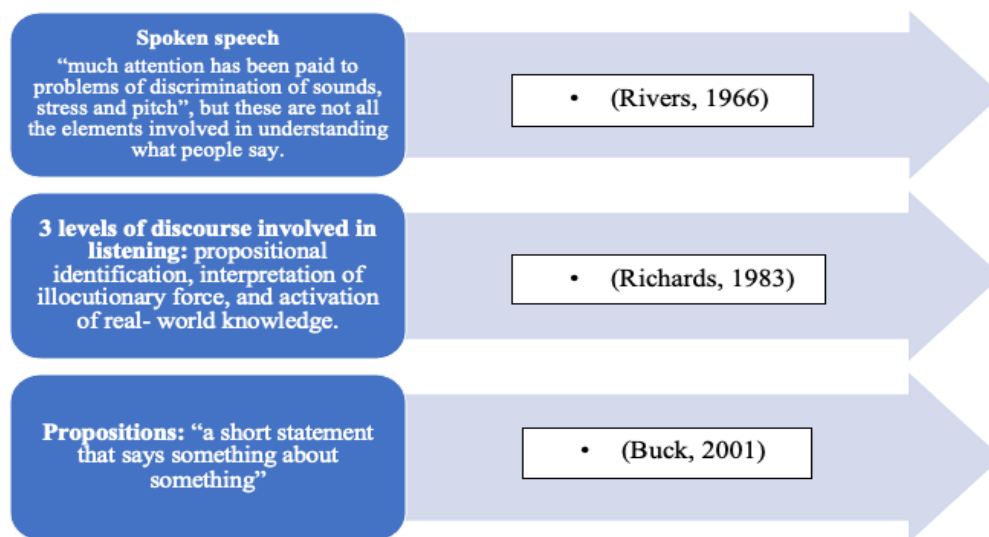 Spoken speech
“much attention has been paid to
problems of discrimination of sounds,
stress and pitch”, but these are not all
the elements involved in understanding
what people say.
• (Rivers, 1966)
3 levels of discourse involved in
listening: propositional
identification, interpretation of
illocutionary force, and activation
of real- world knowledge.
• (Richards, 1983)
Propositions: “a short statement
that says something about
something”
• (Buck, 2001)